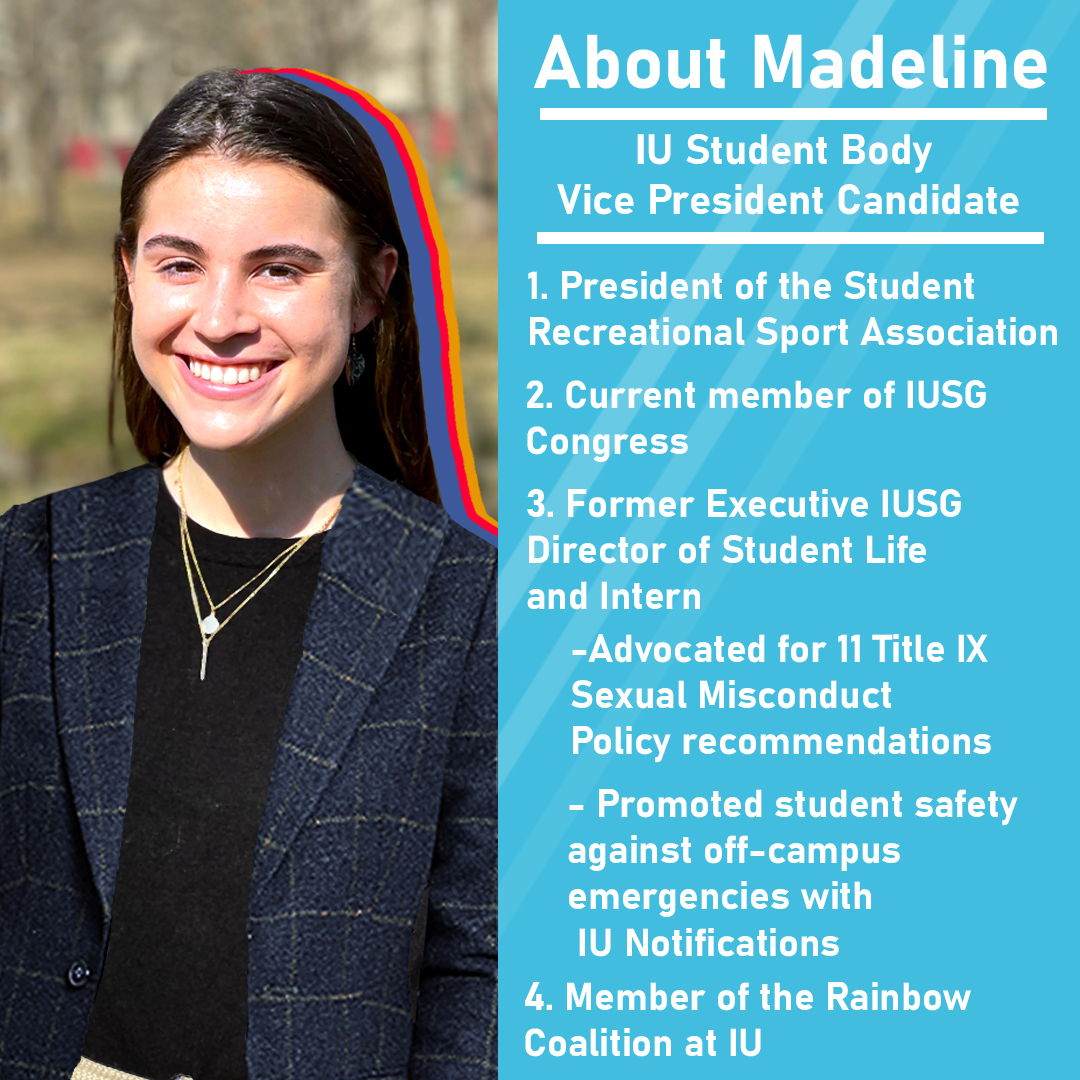 About Madeline
IU Student Body
Vice President Candidate
1. President of the Student
Recreational Sport Association
2. Current member of IUSG
Congress
3. Former Executive IUSG
Director of Student Life
and Intern
-Advocated for 11 Title IX
Sexual Misconduct
Policy recommendations
- Promoted student safety
against off-campus
emergencies with
IU Notifications
4. Member of the Rainbow
Coalition at IU